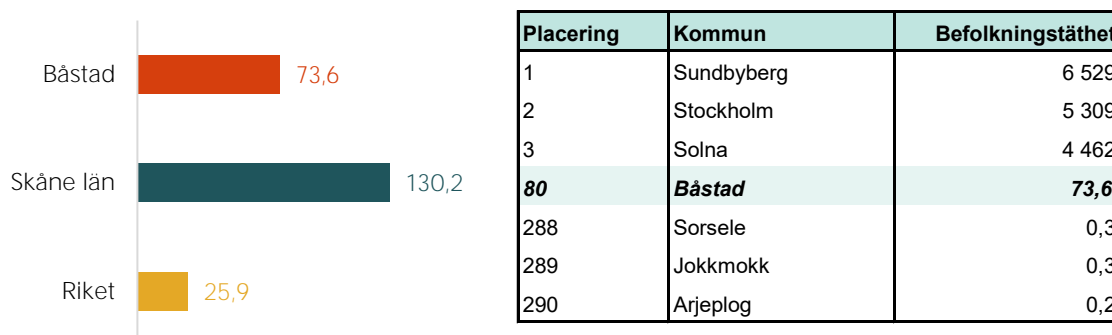 Båstad 73,6
Skåne län 130,2
Riket 25,9
Placering Kommun Befolkningstäthet
1 Sundbyberg 6 529
2 Stockholm 5 309
3 Solna 4 462
80 Båstad 73,6
288 Sorsele 0,3
289 Jokkmokk 0,3
290 Arjeplog 0,2